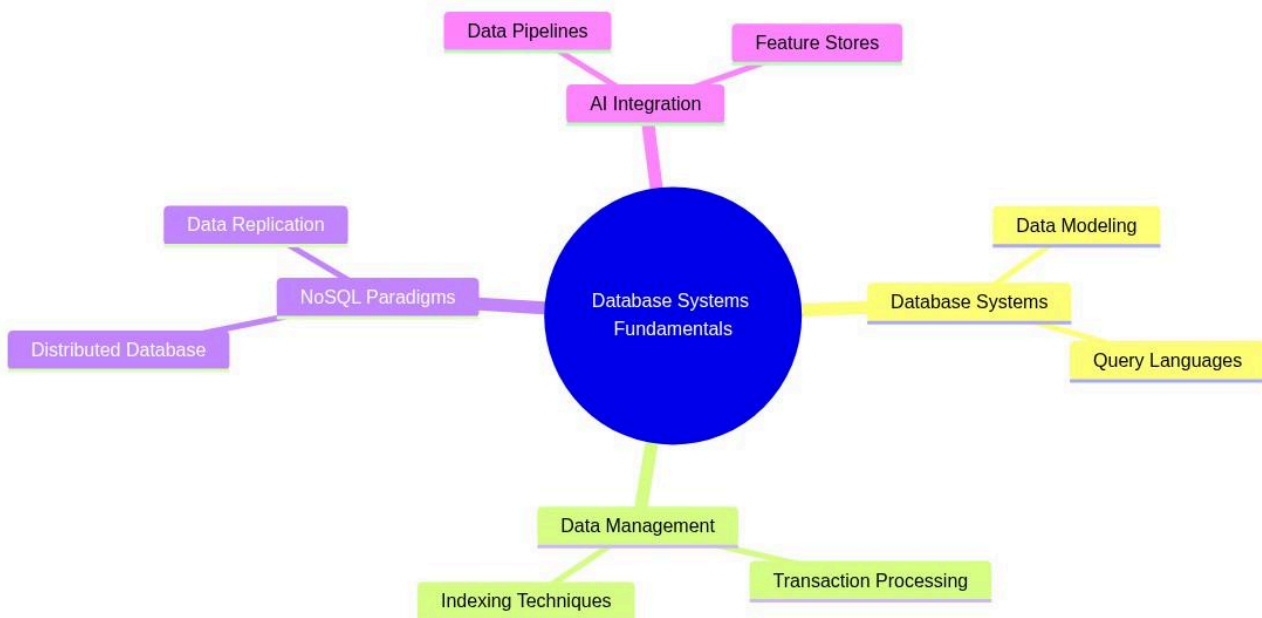 Data Pipelines
Feature Stores
AI Integration
Data Replication
Data Modeling
NoSQL Paradigms
Database Systems
Fundamentals
Database Systems
Distributed Database
Query Languages
Data Management
Transaction Processing
Indexing Techniques